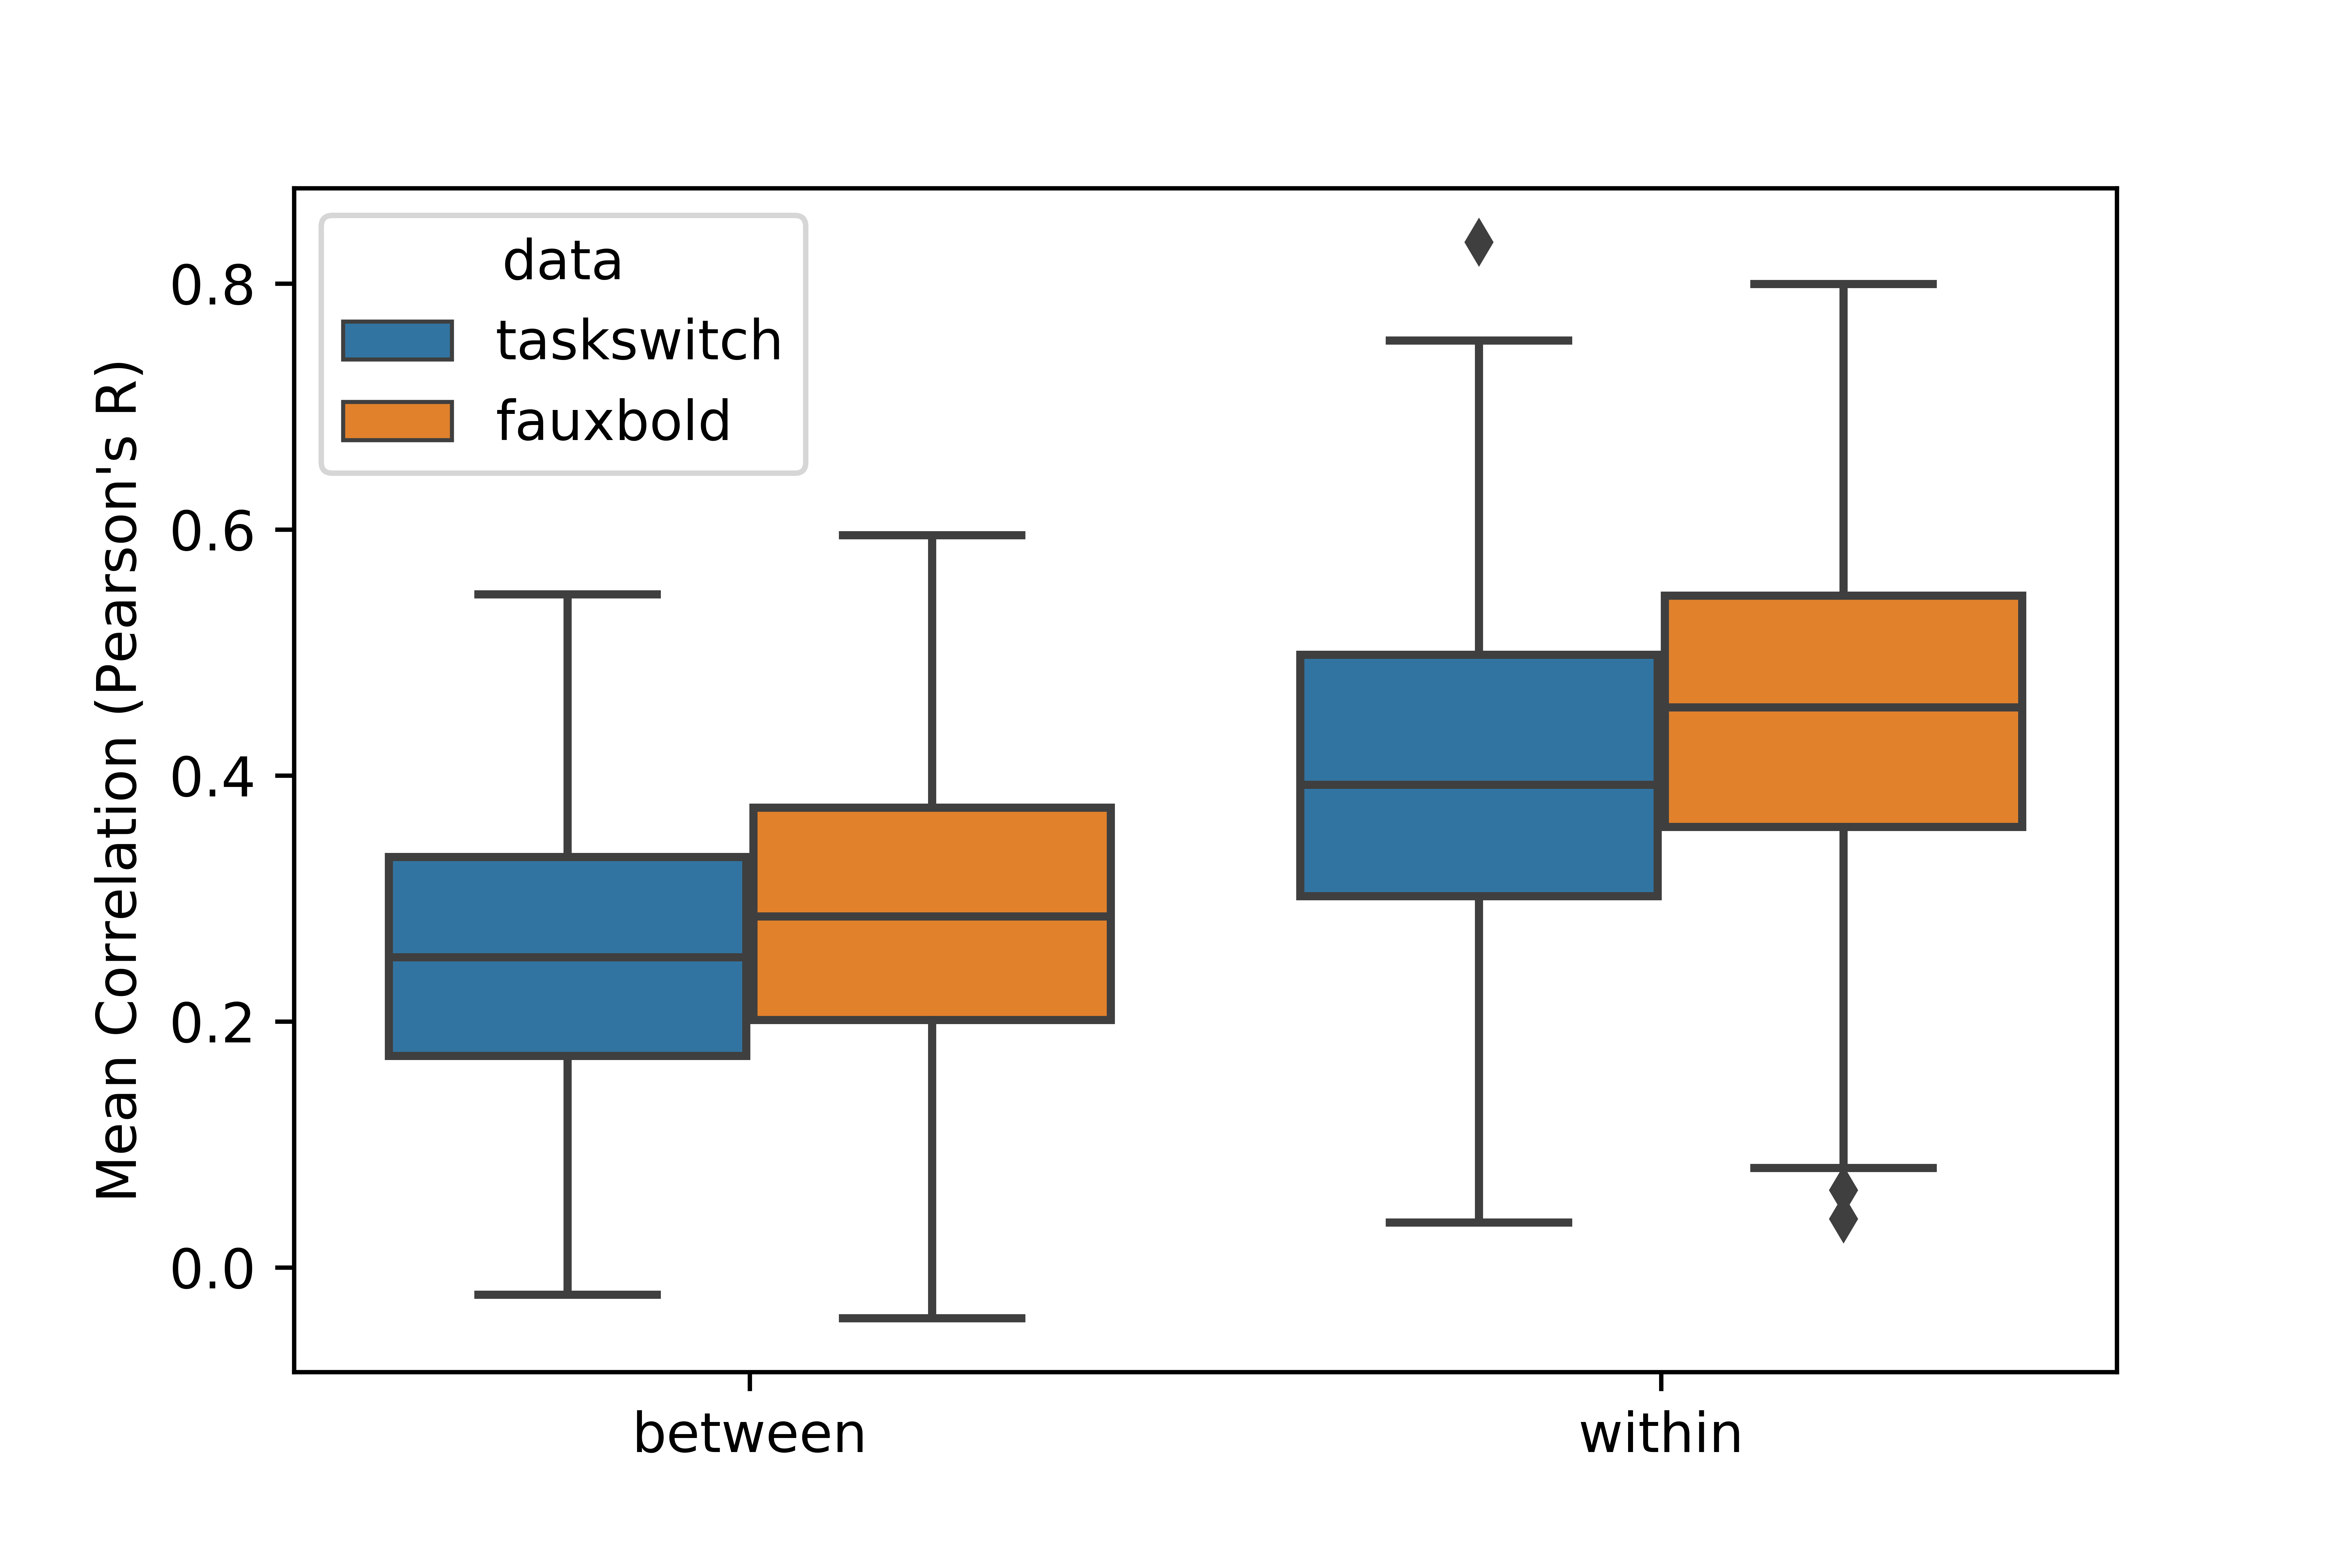 data
taskswitch
fauxbold
Mean Correlation (Pearson's R)
0.8
0.6
0.4
0.2
0.0
between
within